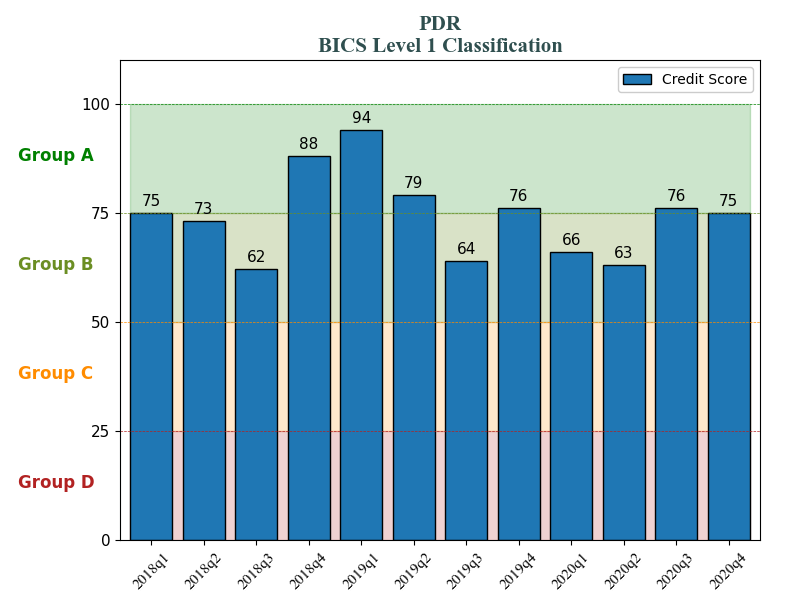 PDR
BICS Level 1 Classification
Credit Score
100
75
50
25
0
Group A
Group B
Group C
Group D
75
73
62
88
94
79
64
76
66
63
76
75
2018q1
2018q2
2018q3
2018q4
2019q1
2019q2
2019q3
2019q4
2020q1
2020q2
2020q3
2020q4